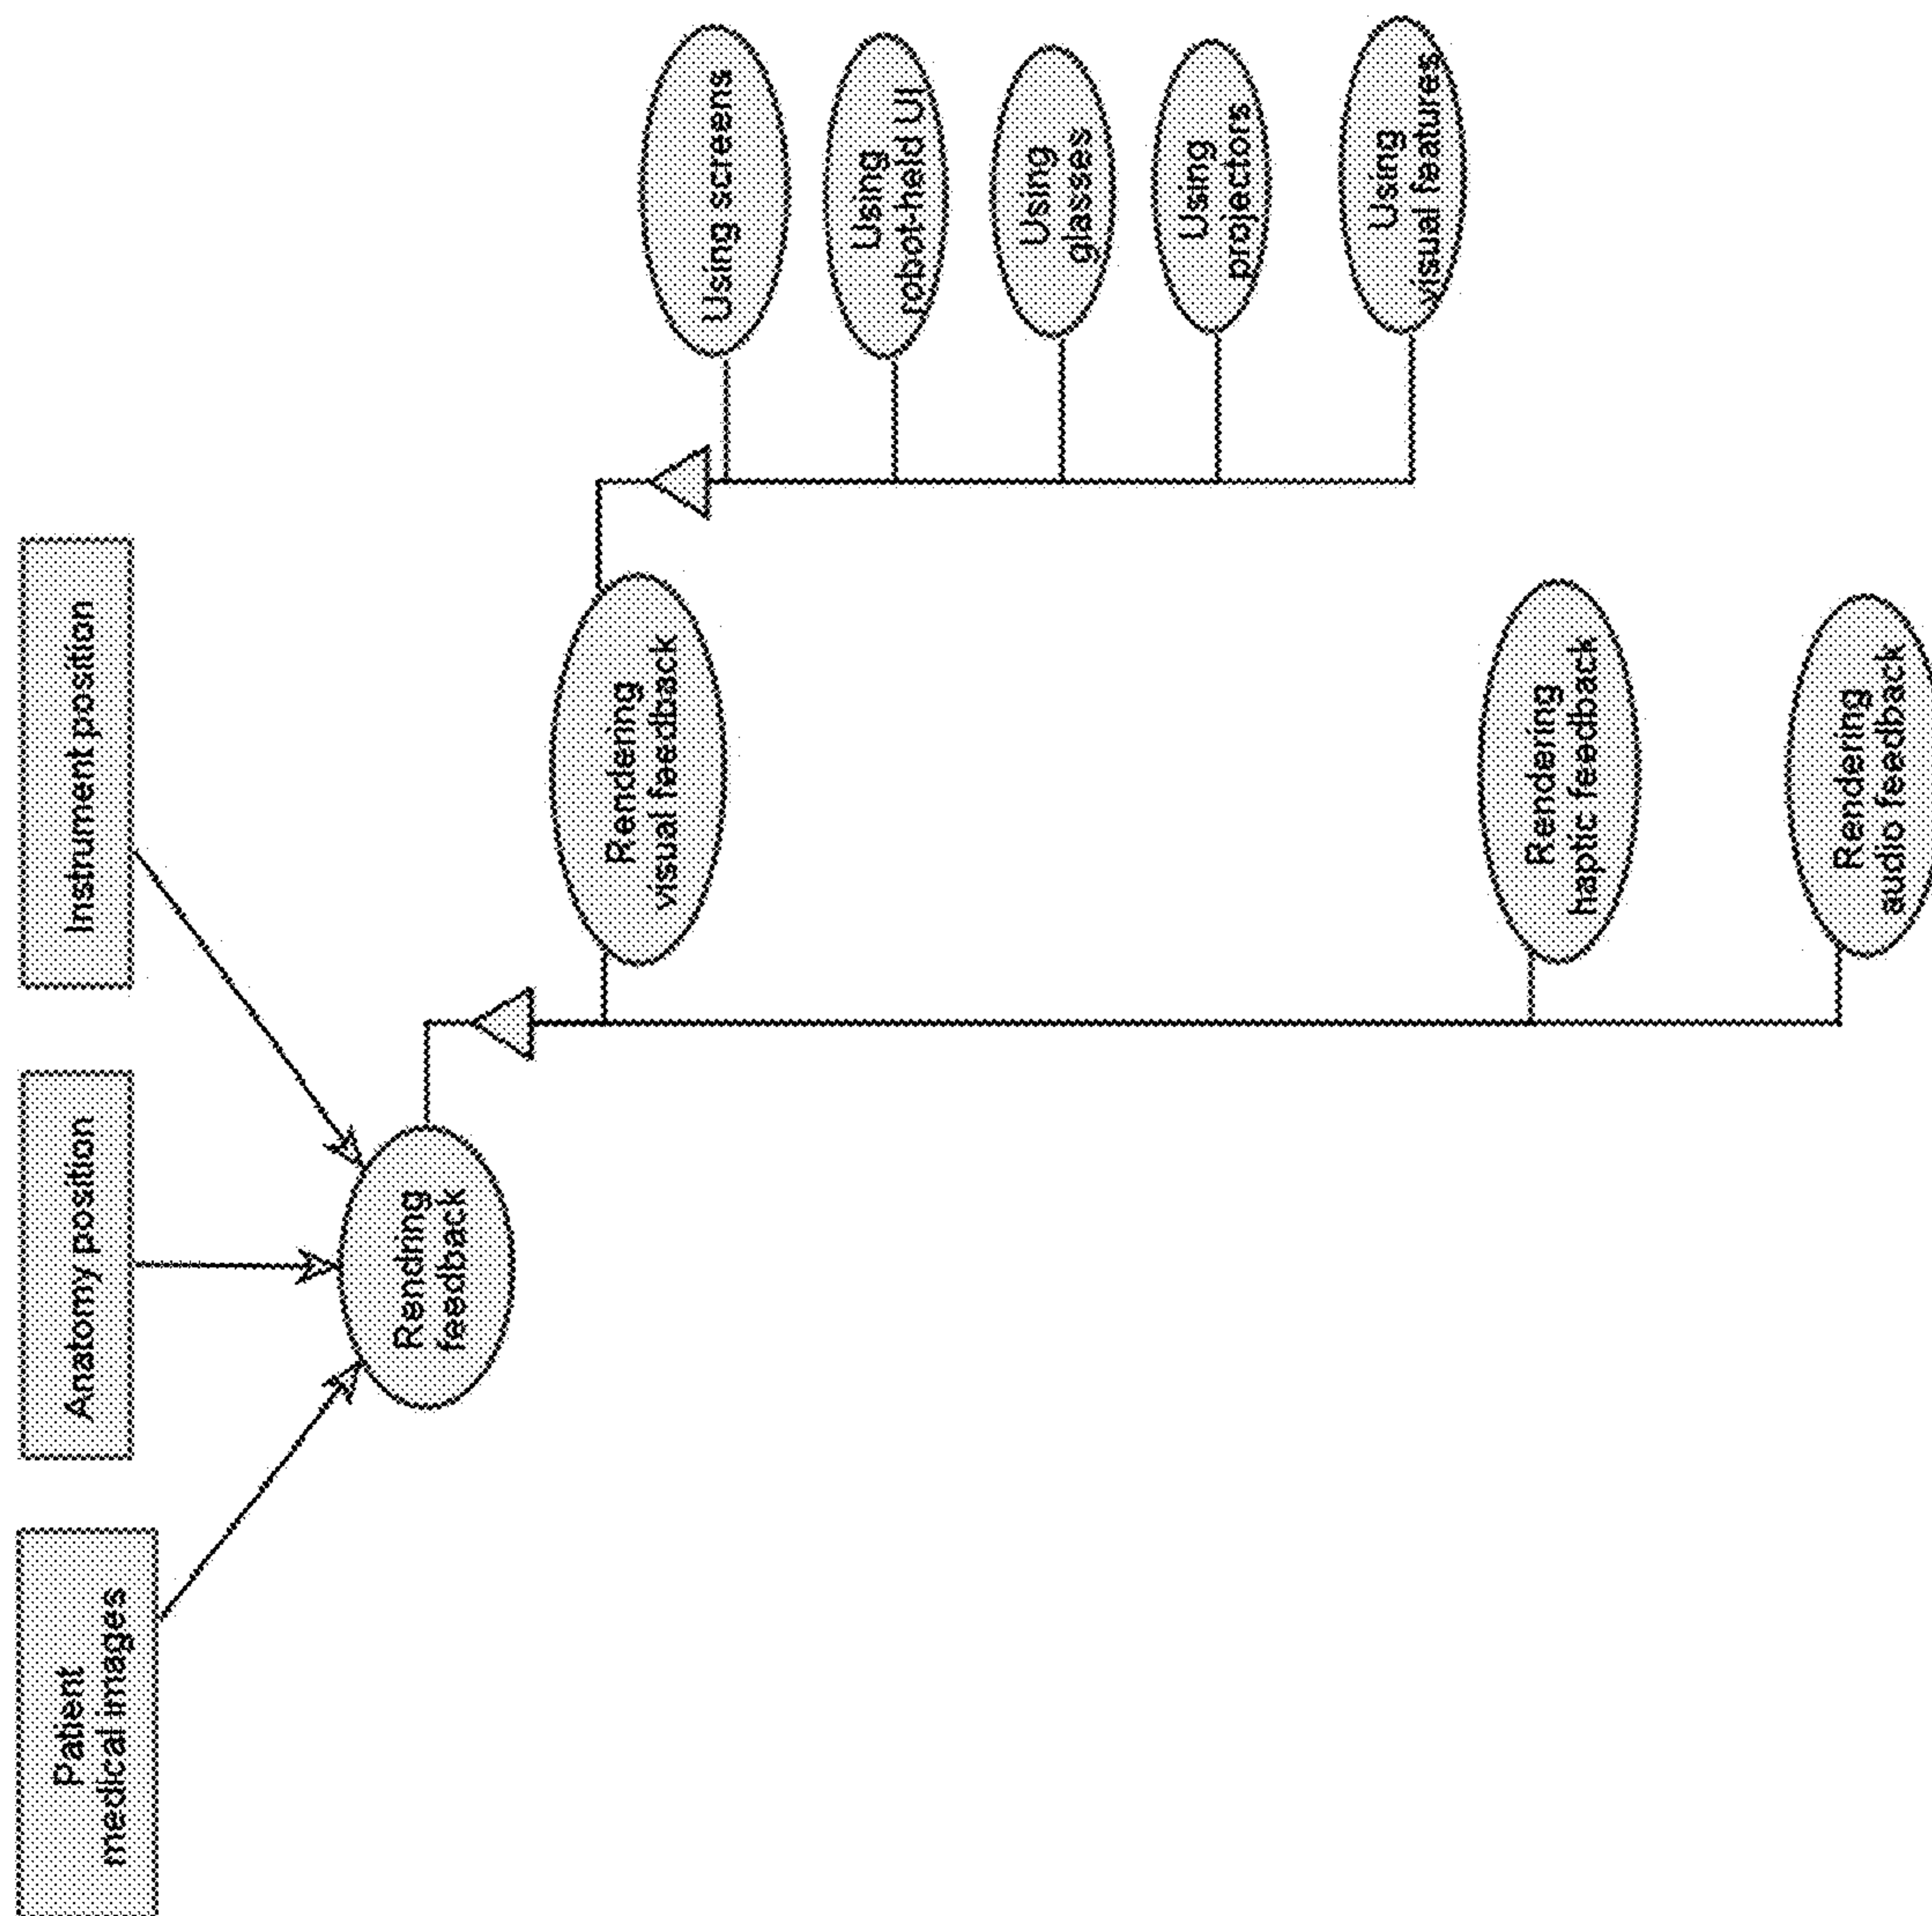 Patient
medical images
Anatomy position
Instrument position
Rendring
feedback
Rendering
visual feedback
Using screens
Using
robot-held UI
Using
glasses
Using
projectors
Using
visual features
Rendering
haptic feedback
Rendering
audio feedback